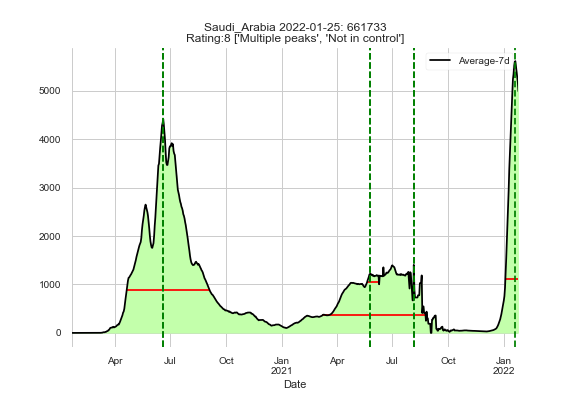 Saudi_Arabia 2022-01-25: 661733
Rating:8 ['Multiple peaks', 'Not in control']
Average-7d
5000
4000
3000
2000
1000
0
Apr Jul Oct Jan Apr Jul Oct Jan
2021 2022
Date